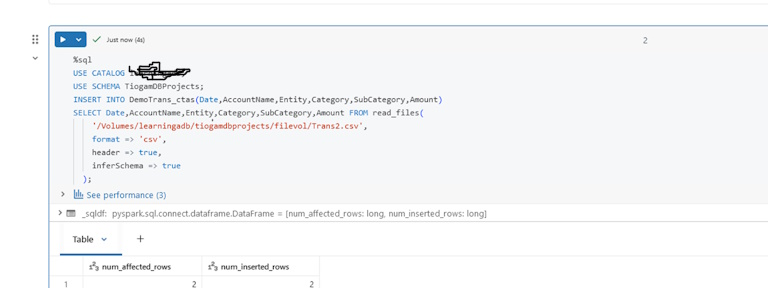 Just now (4s)
2
%sql
USE CATALOG
USE SCHEMA TiogamDBProjects;
INSERT INTO DemoTrans_ctas(Date,AccountName,Entity,Category,SubCategory,Amount)
SELECT Date,AccountName,Entity,Category,SubCategory,Amount FROM read_files(
'/Volumes/learningadb/tiogamdbprojects/filevol/Trans2.csv',
format => 'csv',
header => true,
inferSchema => true
);
See performance (3)
_sqldf: pyspark.sql.connect.dataframe.DataFrame = [num_affected_rows: long, num_inserted_rows: long]
Table +
1²3 num_affected_rows 1²3 num_inserted_rows
1 2 2